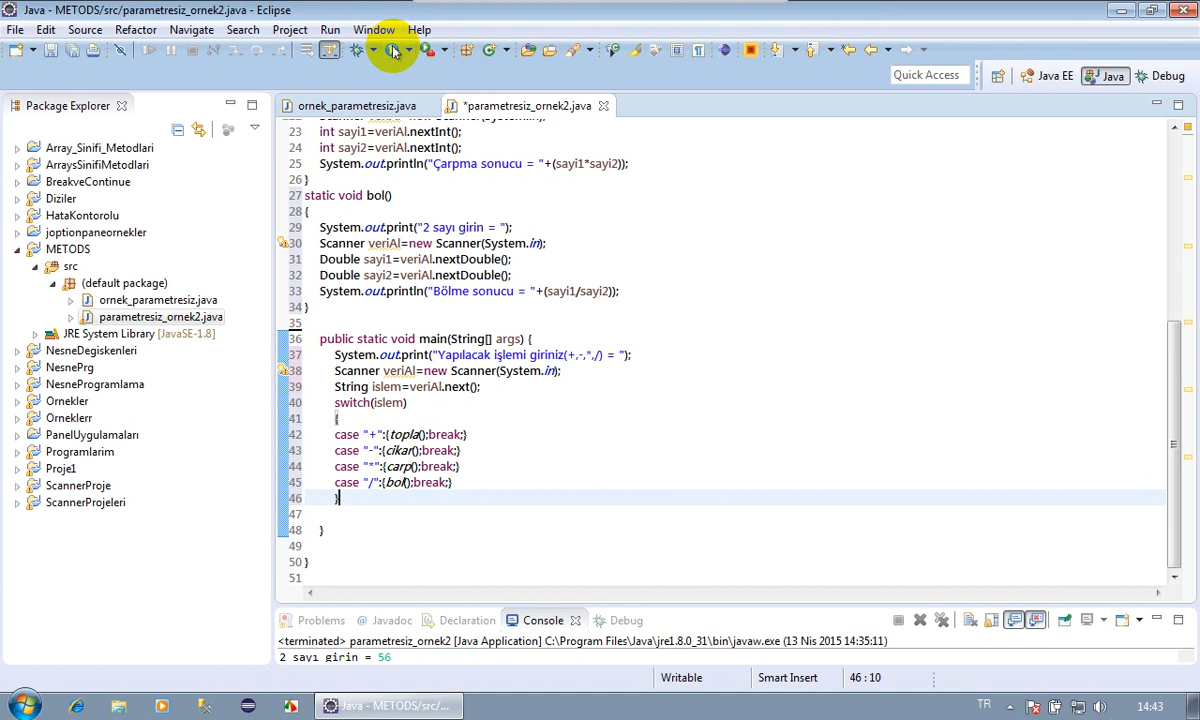 Java - METODS/src/parametresiz_ornek2.java - Eclipse
File Edit Source Refactor Navigate Search Project Run Window Help
Quick Access Java EE Java Debug
Package Explorer
Array_Sinifi_Metodlari
ArraysSinifiMetodlari
BreakveContinue
Diziler
HataKontorolu
joptionpaneornekler
METODS
src
(default package)
ornek_parametresiz.java
parametresiz_ornek2.java
JRE System Library [JavaSE-1.8]
NesneDegiskenleri
NesnePrg
NesneProgramlama
Ornekler
Orneklerr
PanelUygulamaları
Programlarim
Proje1
ScannerProje
ScannerProjeleri
ornek_parametresiz.java *parametresiz_ornek2.java
23 int sayi1=veriAl.nextInt();
24 int sayi2=veriAl.nextInt();
25 System.out.println("Çarpma sonucu = "+(sayi1*sayi2));
26 }
27 static void bol()
28 {
29 System.out.print("2 sayı girin = ");
30 Scanner veriAl=new Scanner(System.in);
31 Double sayi1=veriAl.nextDouble();
32 Double sayi2=veriAl.nextDouble();
33 System.out.println("Bölme sonucu = "+(sayi1/sayi2));
34 }
35
36 public static void main(String[] args) {
37 System.out.print("Yapılacak işlemi giriniz(+,-,*,/) = ");
38 Scanner veriAl=new Scanner(System.in);
39 String islem=veriAl.next();
40 switch(islem)
41 {
42 case "+":{topla();break;}
43 case "-":{cikar();break;}
44 case "*":{carp();break;}
45 case "/":{bol();break;}
46 }
47
48 }
49
50 }
51
Problems @ Javadoc Declaration Console Debug
<terminated> parametresiz_ornek2 [Java Application] C:\Program Files\Java\jre1.8.0_31\bin\javaw.exe (13 Nis 2015 14:35:11)
2 sayı girin = 56
Writable Smart Insert 46 : 10
Java - METODS/src/... TR 14:43